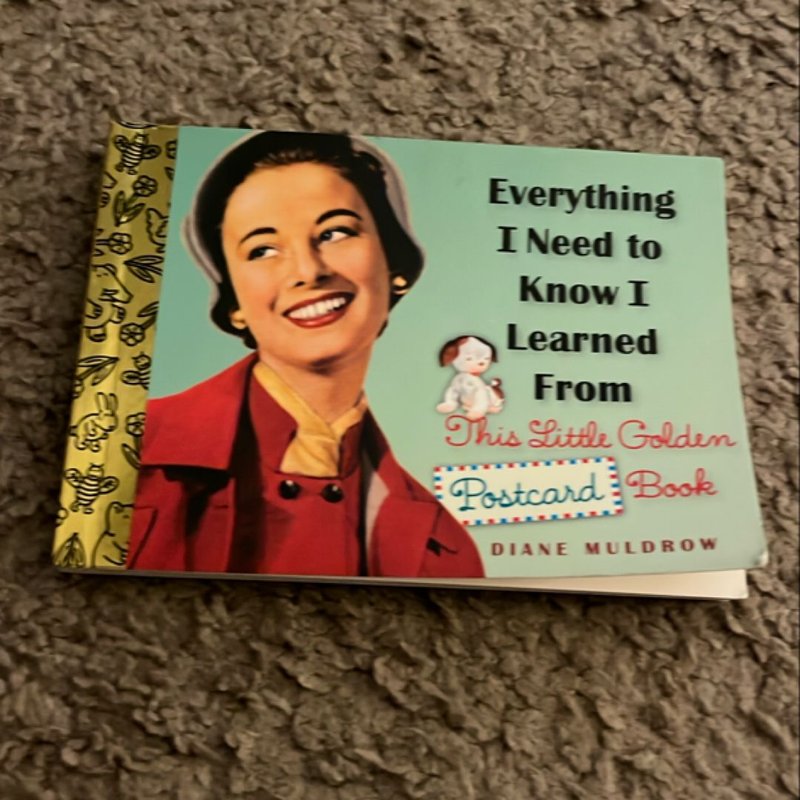 Everything
I Need to
Know I
Learned
From
This Little Golden
Postcard Book
DIANE MULDROW